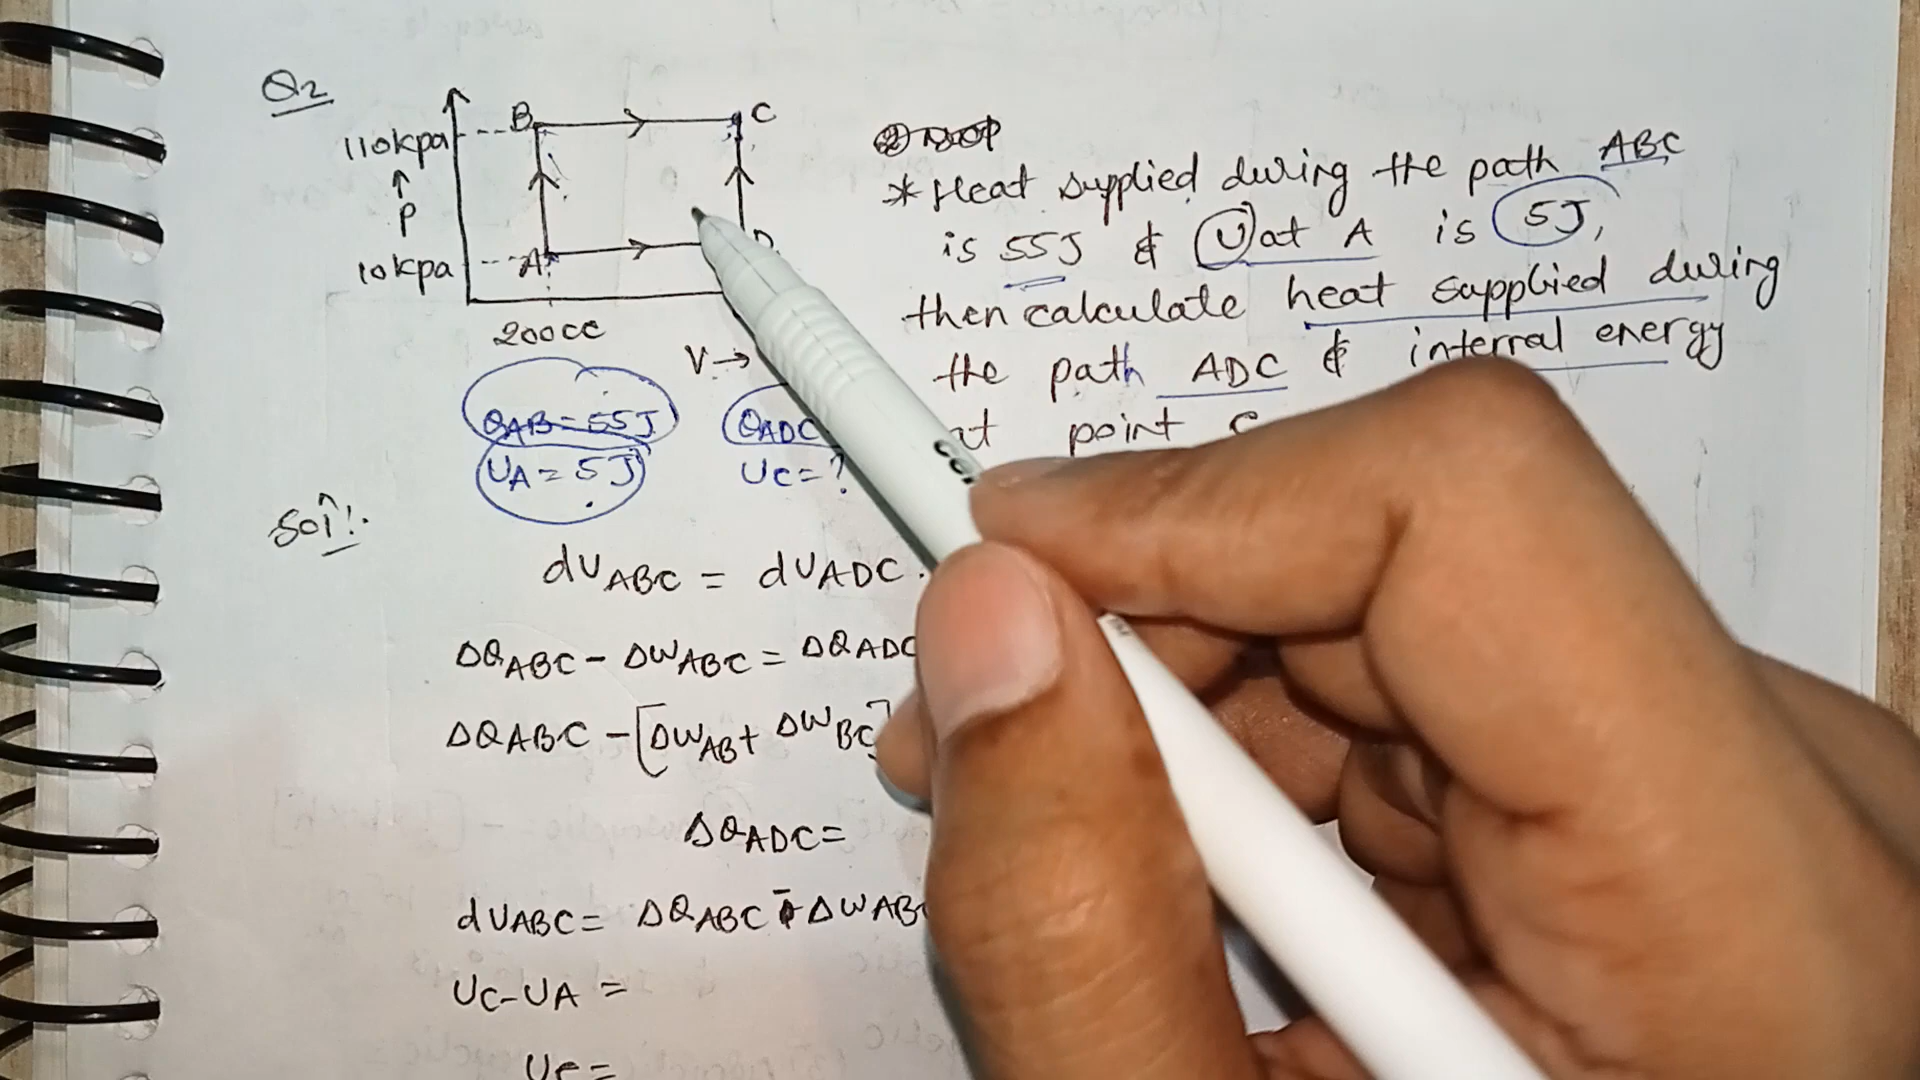 Q2
B
C
110kpa
↑
P
10kpa
A
D
200cc
V →
* Heat supplied during the path ABC
is 55J & U at A is 5J,
then calculate heat supplied during
the path ADC & internal energy
at point C
QAB = 55J
QADC
UA = 5J
UC = ?
Sol^n:-
dUABC = dUADC.
ΔQABC - ΔWABC = ΔQADC
ΔQABC - [ΔWAB + ΔWBC]
ΔQADC =
dUABC = ΔQABC - ΔWABC
UC - UA =
UC =